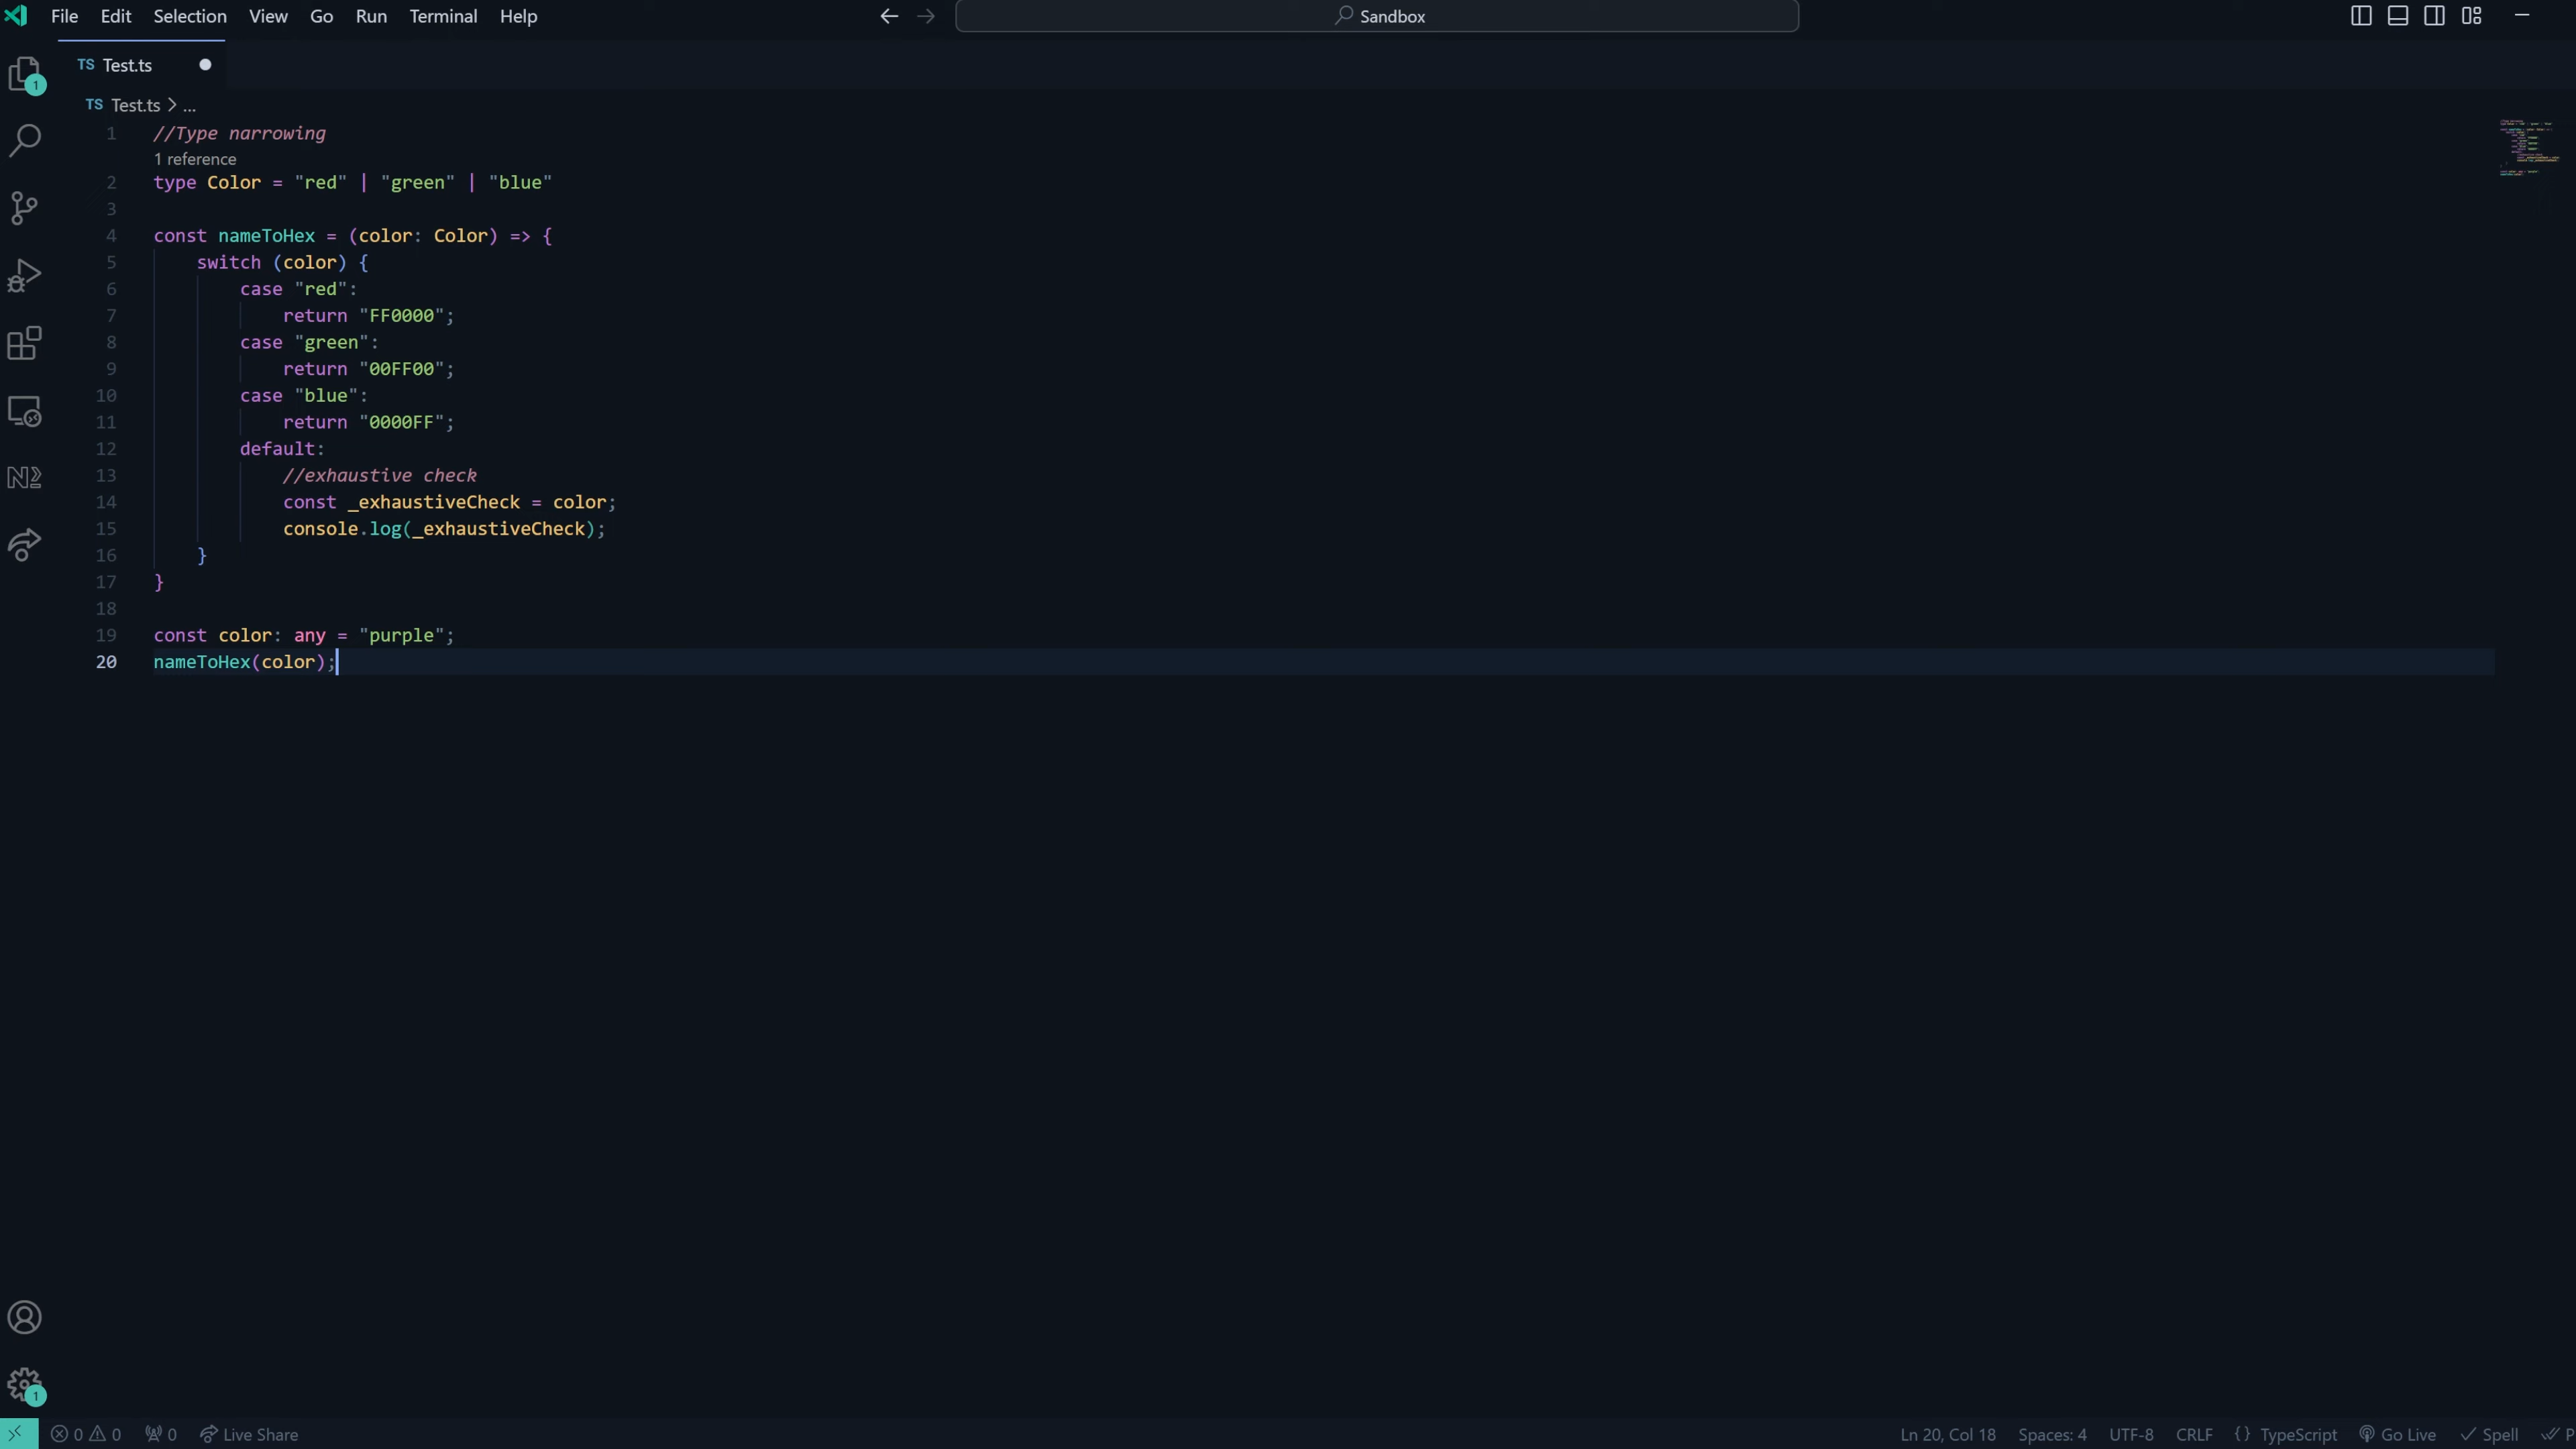 File Edit Selection View Go Run Terminal Help
Sandbox
TS Test.ts
1
TS Test.ts > ...
1 //Type narrowing
1 reference
2 type Color = "red" | "green" | "blue"
3
4 const nameToHex = (color: Color) => {
5 switch (color) {
6 case "red":
7 return "FF0000";
8 case "green":
9 return "00FF00";
10 case "blue":
11 return "0000FF";
12 default:
13 //exhaustive check
14 const _exhaustiveCheck = color;
15 console.log(_exhaustiveCheck);
16 }
17 }
18
19 const color: any = "purple";
20 nameToHex(color);
1
0 0 0 Live Share Ln 20, Col 18 Spaces: 4 UTF-8 CRLF {} TypeScript Go Live Spell